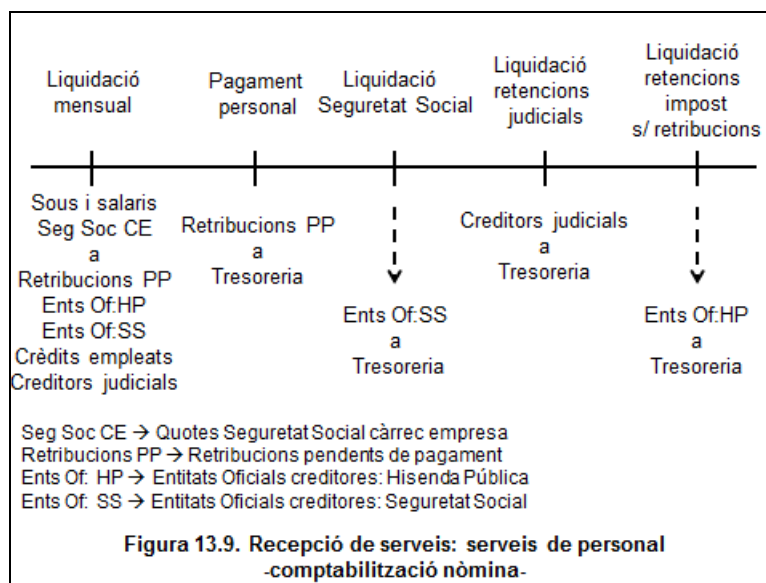 Liquidació
mensual
Pagament
personal
Liquidació
Seguretat Social
Liquidació
retencions
judicials
Liquidació
retencions
impost
s/ retribucions
Sous i salaris
Seg Soc CE
a
Retribucions PP
Ents Of:HP
Ents Of:SS
Crèdits empleats
Creditors judicials
Retribucions PP
a
Tresoreria
Ents Of:SS
a
Tresoreria
Creditors judicials
a
Tresoreria
Ents Of:HP
a
Tresoreria
Seg Soc CE → Quotes Seguretat Social càrrec empresa
Retribucions PP → Retribucions pendents de pagament
Ents Of: HP → Entitats Oficials creditores: Hisenda Pública
Ents Of: SS → Entitats Oficials creditores: Seguretat Social
Figura 13.9. Recepció de serveis: serveis de personal
-comptabilització nòmina-